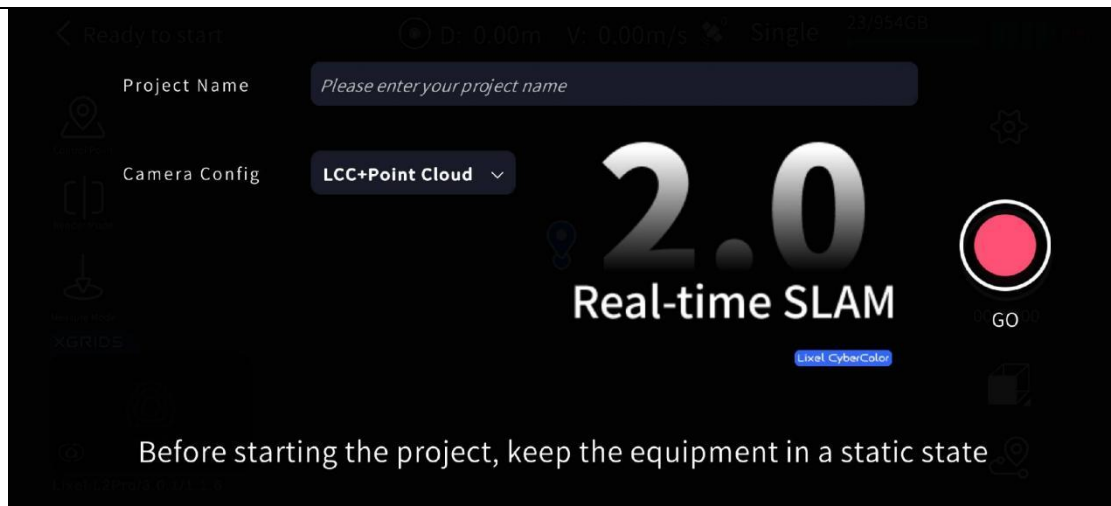 Ready to start
D: 0.00m V: 0.00m/s Single 23/954GB
Project Name
Please enter your project name
Camera Config
LCC+Point Cloud
2.0
Real-time SLAM
GO
XGRIDS
Lixel CyberColor
Before starting the project, keep the equipment in a static state